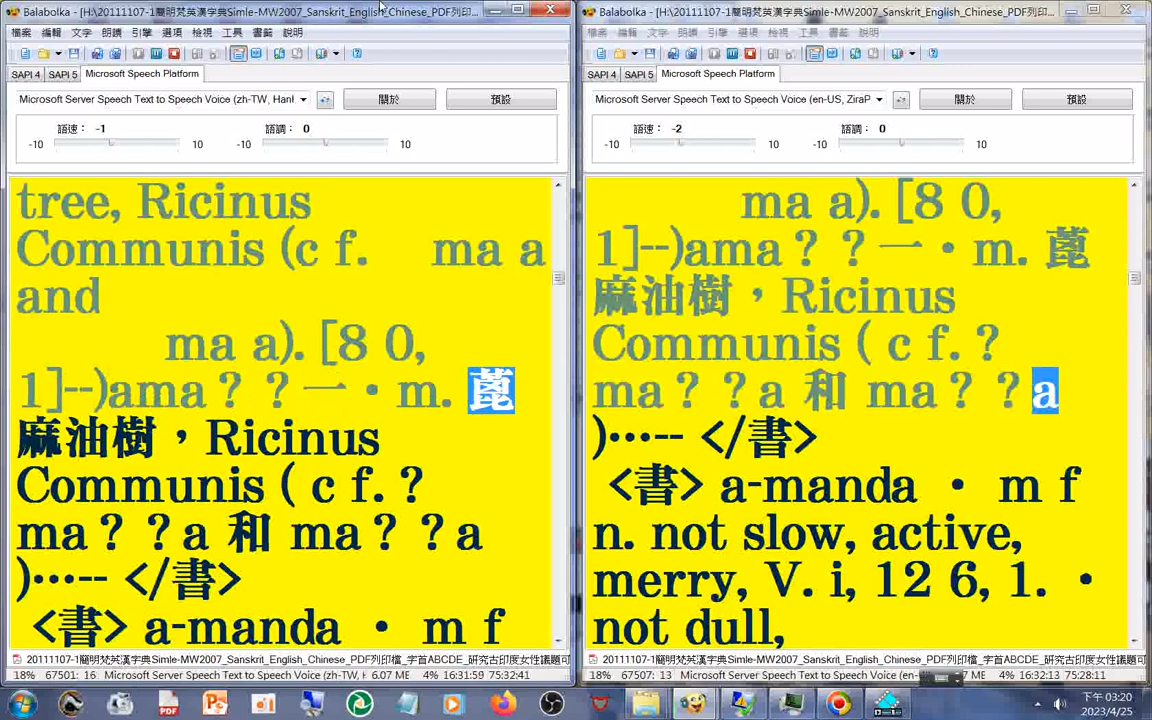 Balabolka - [H:\20111107-1簡明梵英漢字典Simle-MW2007_Sanskrit_English_Chinese_PDF列印...
檔案 編輯 文字 朗讀 引擎 選項 檢視 工具 書籤 說明
SAPI 4 SAPI 5 Microsoft Speech Platform
Microsoft Server Speech Text to Speech Voice (zh-TW, Hanl
關於 預設
語速： -1 語調： 0
-10 10 -10 10
tree, Ricinus
Communis (c f. ma a
and
ma a). [8 0,
1]--)ama？？一・m. 蓖
麻油樹，Ricinus
Communis ( c f.？
ma？？a 和 ma？？a
)…-- </書>
<書> a-manda ・ m f
20111107-1簡明梵英漢字典Simle-MW2007_Sanskrit_English_Chinese_PDF列印檔_字首ABCDE_研究古印度女性議題可
18% 67501: 16 Microsoft Server Speech Text to Speech Voice (zh-TW, H 6.07 ME 4% 16:31:59 75:32:41
Balabolka - [H:\20111107-1簡明梵英漢字典Simle-MW2007_Sanskrit_English_Chinese_PDF列印...
檔案 編輯 文字 朗讀 引擎 選項 檢視 工具 書籤 說明
SAPI 4 SAPI 5 Microsoft Speech Platform
Microsoft Server Speech Text to Speech Voice (en-US, ZiraP
關於 預設
語速： -2 語調： 0
-10 10 -10 10
ma a). [8 0,
1]--)ama？？一・m. 蓖
麻油樹，Ricinus
Communis ( c f.？
ma？？a 和 ma？？a
)…-- </書>
<書> a-manda ・ m f
n. not slow, active,
merry, V. i, 12 6, 1. ・
not dull,
20111107-1簡明梵英漢字典Simle-MW2007_Sanskrit_English_Chinese_PDF列印檔_字首ABCDE_研究古印度女性議題可
18% 67507: 13 Microsoft Server Speech Text to Speech Voice 4% 16:32:13 75:28:11
下午 03:20
2023/4/25